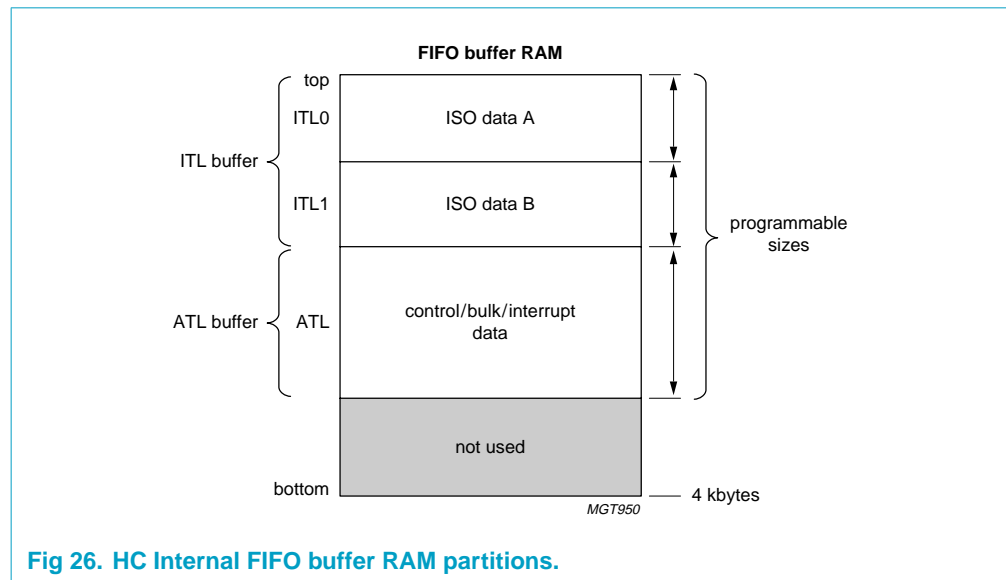 FIFO buffer RAM
top
ITL0
ISO data A
ITL buffer
ITL1
ISO data B
programmable
sizes
ATL buffer
ATL
control/bulk/interrupt
data
not used
bottom
4 kbytes
MGT950
Fig 26. HC Internal FIFO buffer RAM partitions.